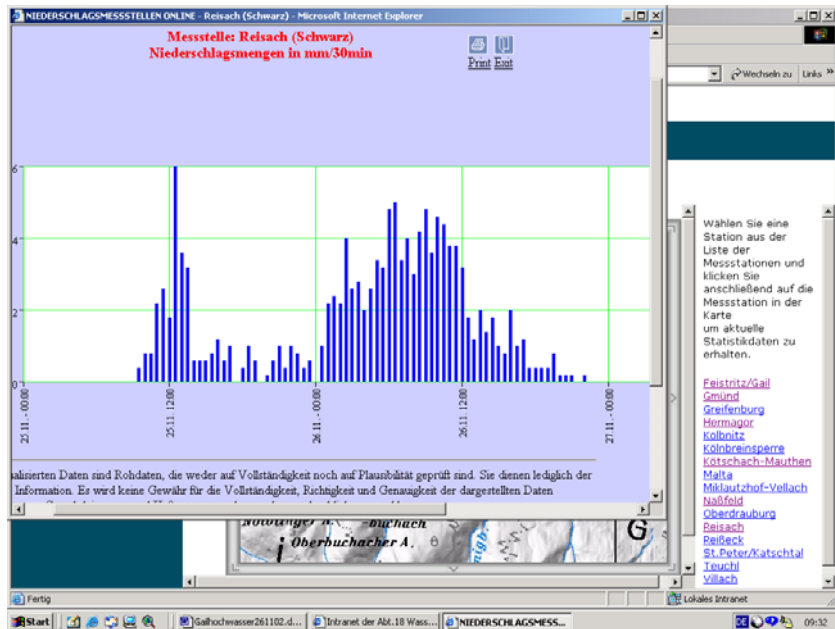 NIEDERSCHLAGSMESSSTELLEN ONLINE - Reisach (Schwarz) - Microsoft Internet Explorer
Messstelle: Reisach (Schwarz)
Niederschlagsmengen in mm/30min
Print Exit
Wechseln zu Links »
6
4
2
0
25.11. - 00:00
25.11. 12:00
26.11. - 00:00
26.11. 12:00
27.11. - 00:00
ualisierten Daten sind Rohdaten, die weder auf Vollständigkeit noch auf Plausibilität geprüft sind. Sie dienen lediglich der
Information. Es wird keine Gewähr für die Vollständigkeit, Richtigkeit und Genauigkeit der dargestellten Daten
Wählen Sie eine
Station aus der
Liste der
Messstationen und
klicken Sie
anschließend auf die
Messstation in der
Karte
um aktuelle
Statistikdaten zu
erhalten.
Feistritz/Gail
Gmünd
Greifenburg
Hermagor
Kolbnitz
Kölnbreinsperre
Kötschach-Mauthen
Malta
Miklautzhof-Vellach
Naßfeld
Oberdrauburg
Reisach
Reißeck
St.Peter/Katschtal
Teuchl
Villach
-buchach
Oberbuchacher A.
G
Fertig
Lokales Intranet
Start
Gailhochwasser261102.d...
Intranet der Abt.18 Wass...
NIEDERSCHLAGSMESS...
DE
09:32